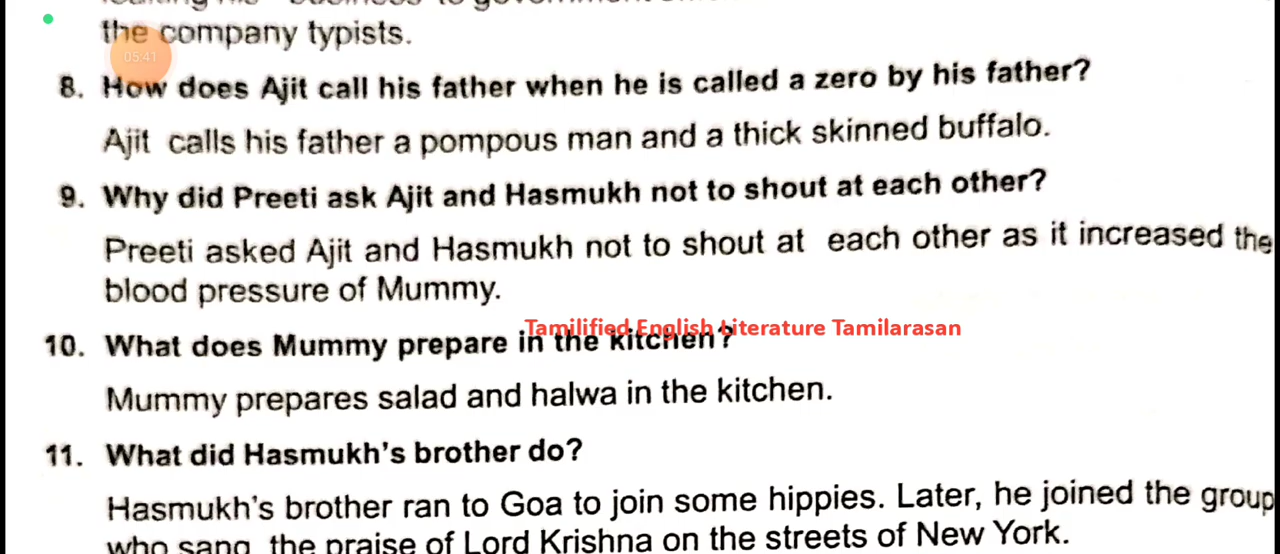 the company typists.
05:41
8. How does Ajit call his father when he is called a zero by his father?
Ajit calls his father a pompous man and a thick skinned buffalo.
9. Why did Preeti ask Ajit and Hasmukh not to shout at each other?
Preeti asked Ajit and Hasmukh not to shout at each other as it increased the
blood pressure of Mummy.
Tamilified English Literature Tamilarasan
10. What does Mummy prepare in the kitchen?
Mummy prepares salad and halwa in the kitchen.
11. What did Hasmukh's brother do?
Hasmukh's brother ran to Goa to join some hippies. Later, he joined the group
who sang the praise of Lord Krishna on the streets of New York.